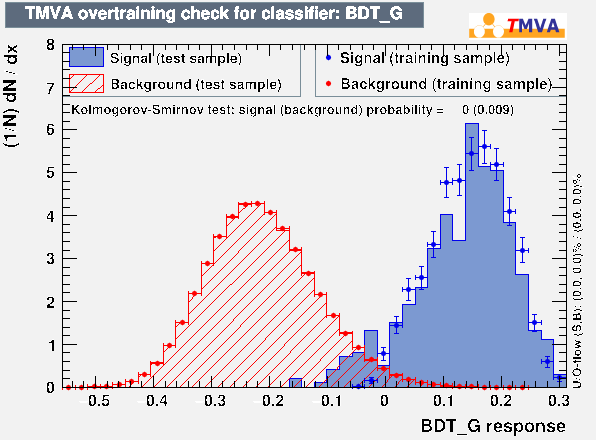 TMVA overtraining check for classifier: BDT_G
TMVA
(1/N) dN / dx
Signal (test sample)
Signal (training sample)
Background (test sample)
Background (training sample)
Kolmogorov-Smirnov test: signal (background) probability = 0 (0.009)
8
7
6
5
4
3
2
1
0
U/O-flow (S,B): (0.0, 0.0)% / (0.0, 0.0)%
-0.5 -0.4 -0.3 -0.2 -0.1 0 0.1 0.2 0.3
BDT_G response